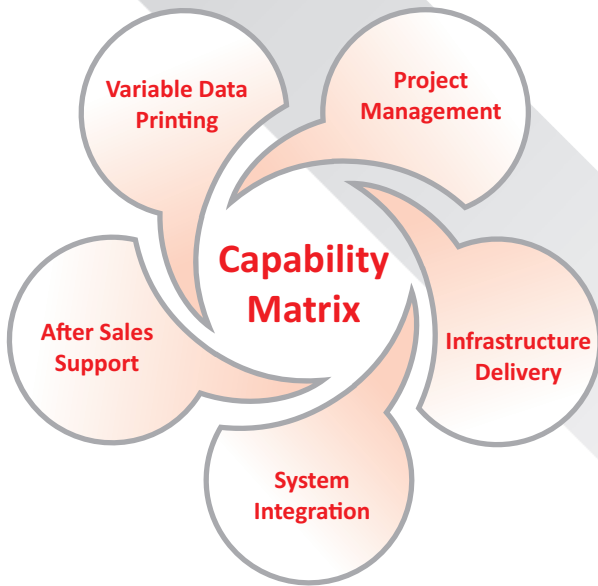 Variable Data
Printing
Project
Management
Capability
Matrix
After Sales
Support
Infrastructure
Delivery
System
Integration